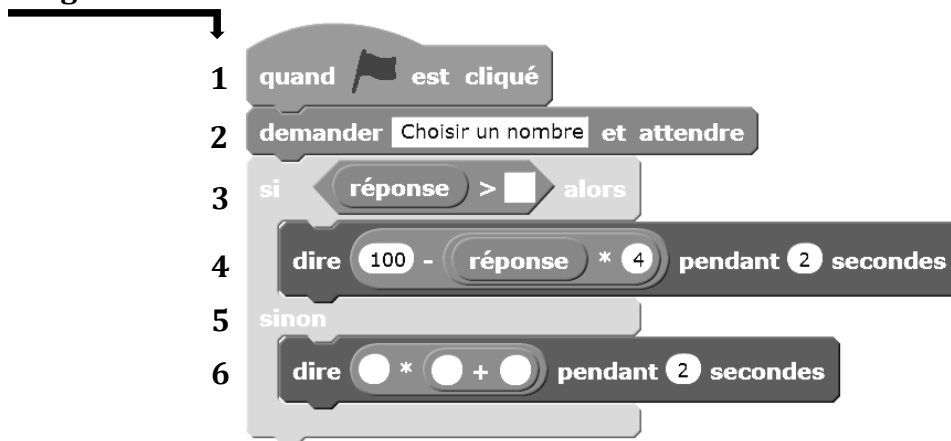 1 quand est cliqué
2 demander Choisir un nombre et attendre
3 si réponse > alors
4 dire 100 - réponse * 4 pendant 2 secondes
5 sinon
6 dire * + pendant 2 secondes